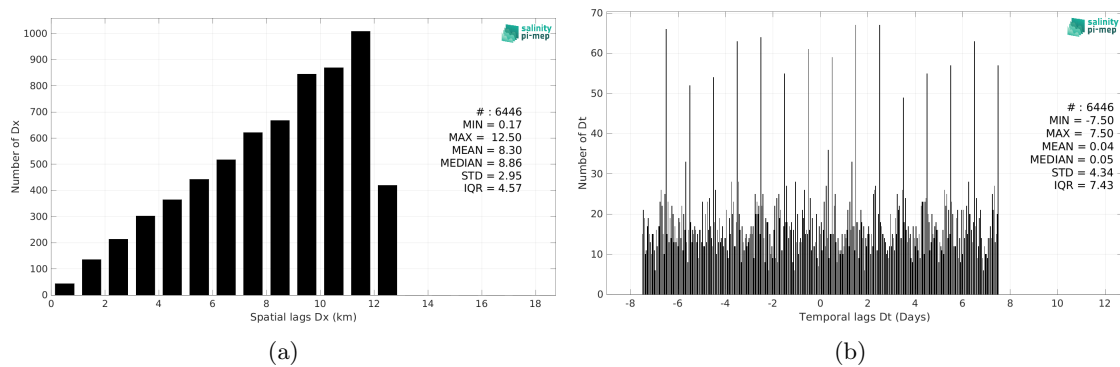 1000
900
800
700
600
500
400
300
200
100
0
Number of Dx
0 2 4 6 8 10 12 14 16 18
Spatial lags Dx (km)
salinity
pi-mep
# : 6446
MIN = 0.17
MAX = 12.50
MEAN = 8.30
MEDIAN = 8.86
STD = 2.95
IQR = 4.57
(a)
70
60
50
40
30
20
10
0
Number of Dt
-8 -6 -4 -2 0 2 4 6 8 10 12
Temporal lags Dt (Days)
salinity
pi-mep
# : 6446
MIN = -7.50
MAX = 7.50
MEAN = 0.04
MEDIAN = 0.05
STD = 4.34
IQR = 7.43
(b)